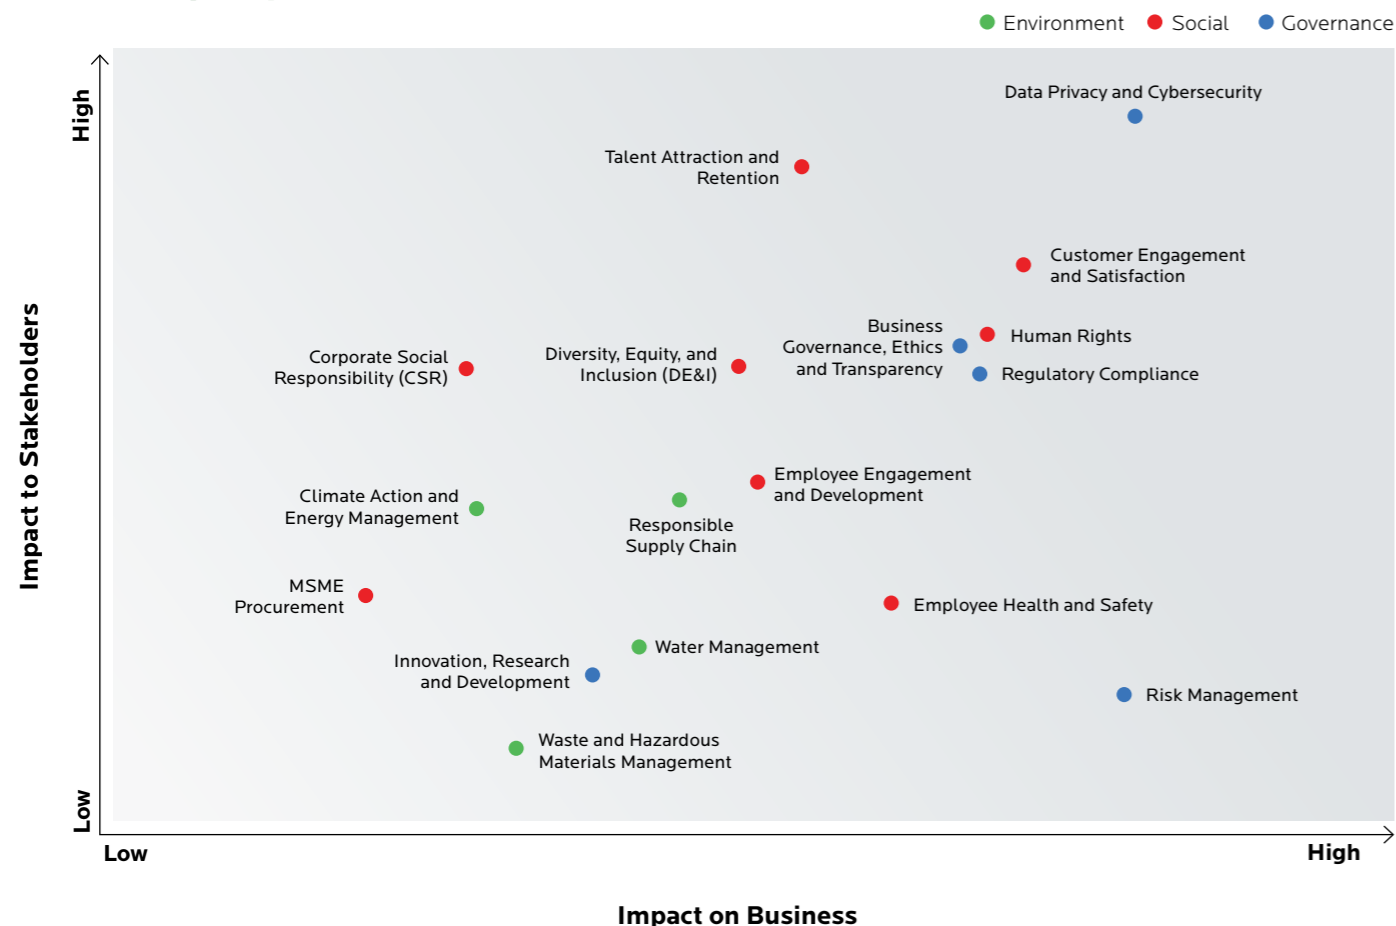 Environment
Social
Governance
High
Data Privacy and Cybersecurity
Talent Attraction and
Retention
Customer Engagement
and Satisfaction
Business
Governance, Ethics
and Transparency
Human Rights
Regulatory Compliance
Corporate Social
Responsibility (CSR)
Diversity, Equity, and
Inclusion (DE&I)
Impact to Stakeholders
Employee Engagement
and Development
Climate Action and
Energy Management
Responsible
Supply Chain
MSME
Procurement
Employee Health and Safety
Water Management
Innovation, Research
and Development
Risk Management
Waste and Hazardous
Materials Management
Low
Low
High
Impact on Business